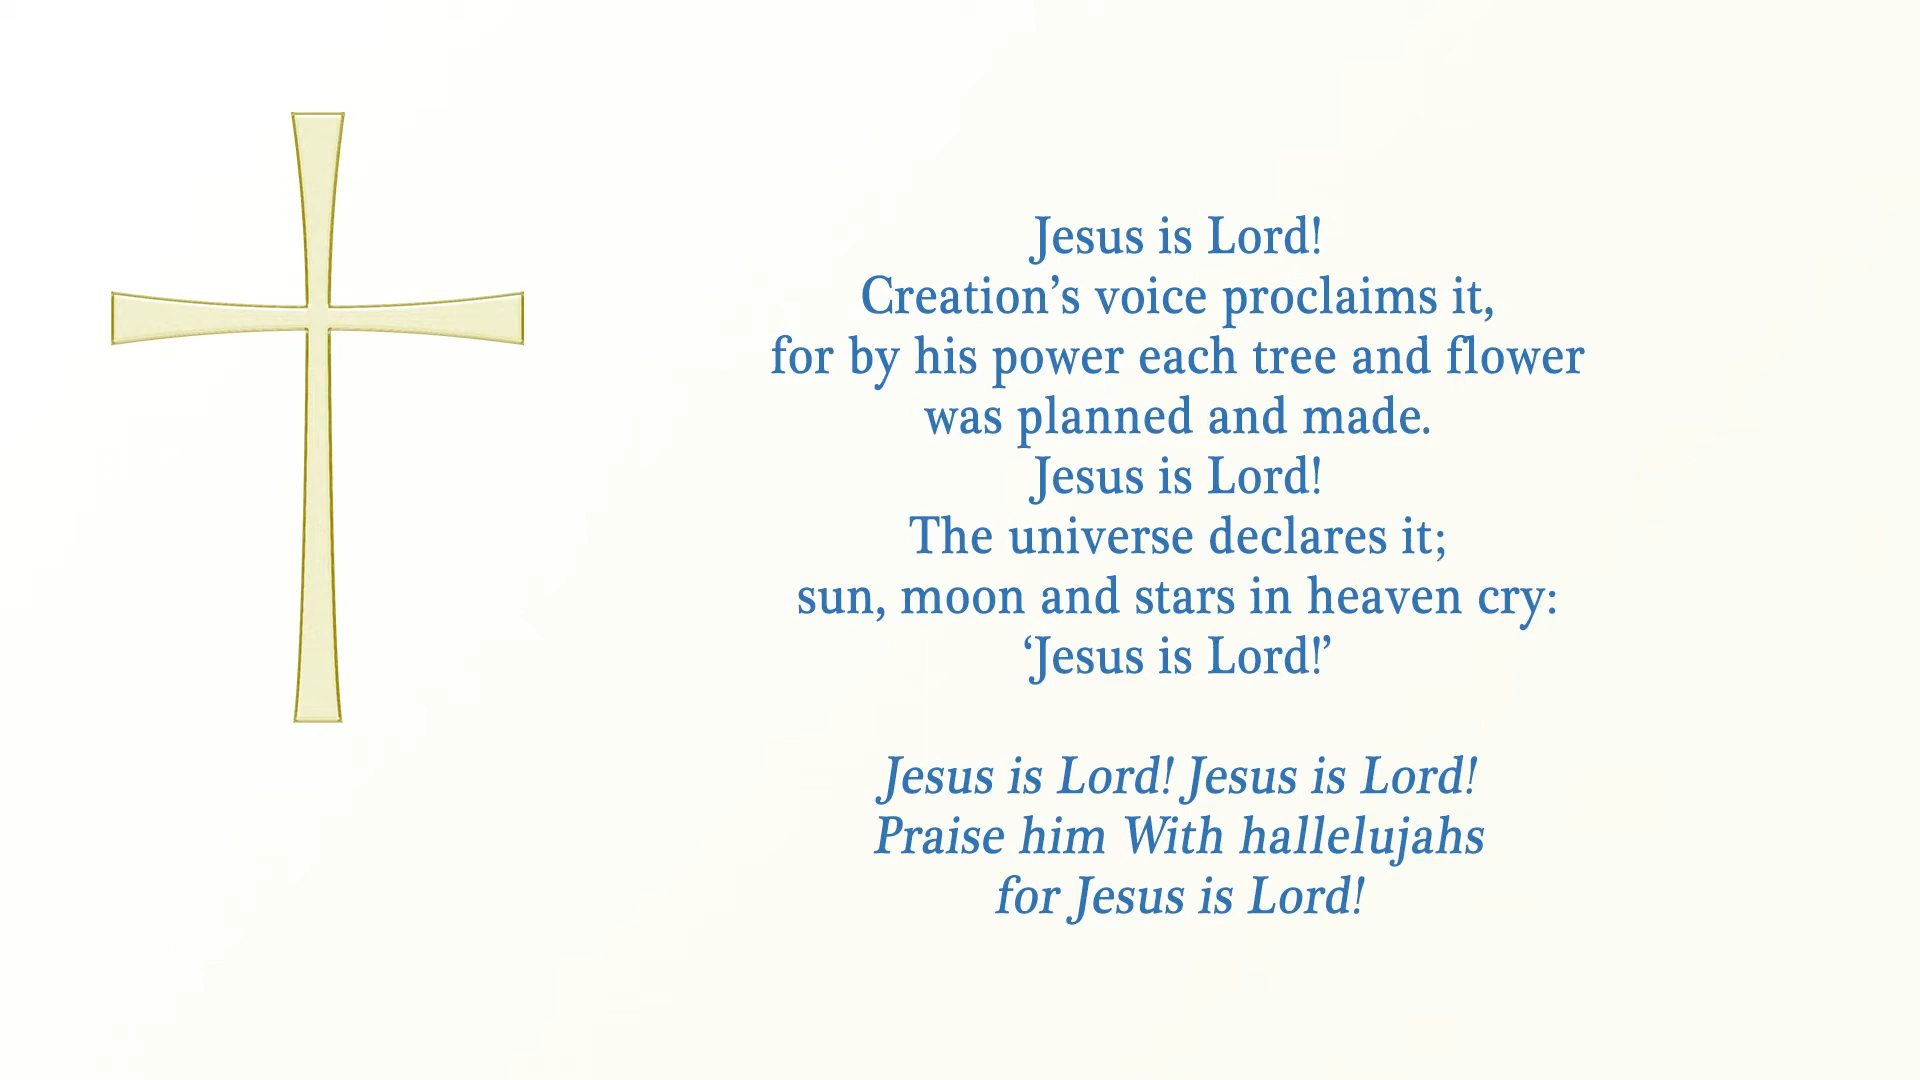 Jesus is Lord!
Creation’s voice proclaims it,
for by his power each tree and flower
was planned and made.
Jesus is Lord!
The universe declares it;
sun, moon and stars in heaven cry:
‘Jesus is Lord!’
Jesus is Lord! Jesus is Lord!
Praise him With hallelujahs
for Jesus is Lord!